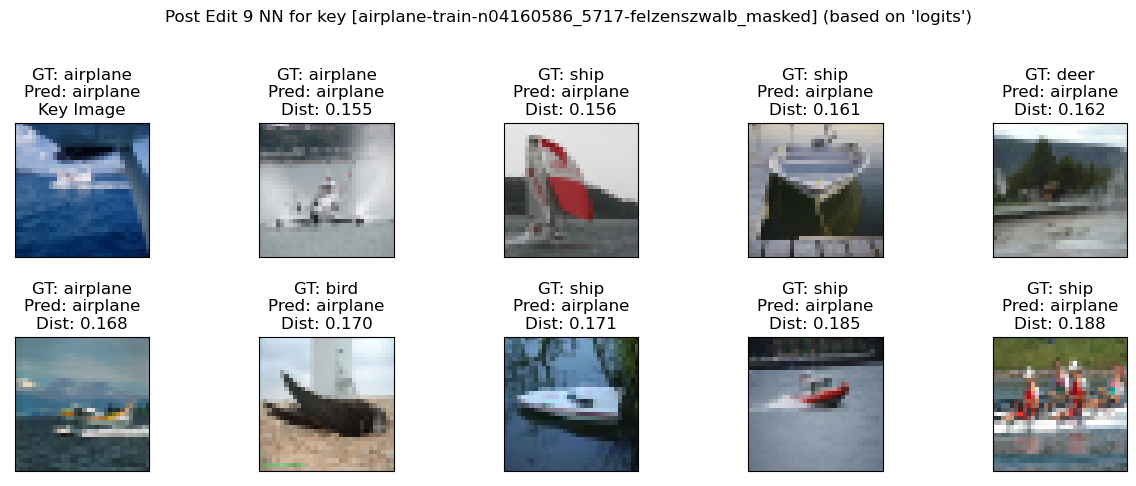 Post Edit 9 NN for key [airplane-train-n04160586_5717-felzenszwalb_masked] (based on 'logits')
GT: airplane
Pred: airplane
Key Image
GT: airplane
Pred: airplane
Dist: 0.155
GT: ship
Pred: airplane
Dist: 0.156
GT: ship
Pred: airplane
Dist: 0.161
GT: deer
Pred: airplane
Dist: 0.162
GT: airplane
Pred: airplane
Dist: 0.168
GT: bird
Pred: airplane
Dist: 0.170
GT: ship
Pred: airplane
Dist: 0.171
GT: ship
Pred: airplane
Dist: 0.185
GT: ship
Pred: airplane
Dist: 0.188